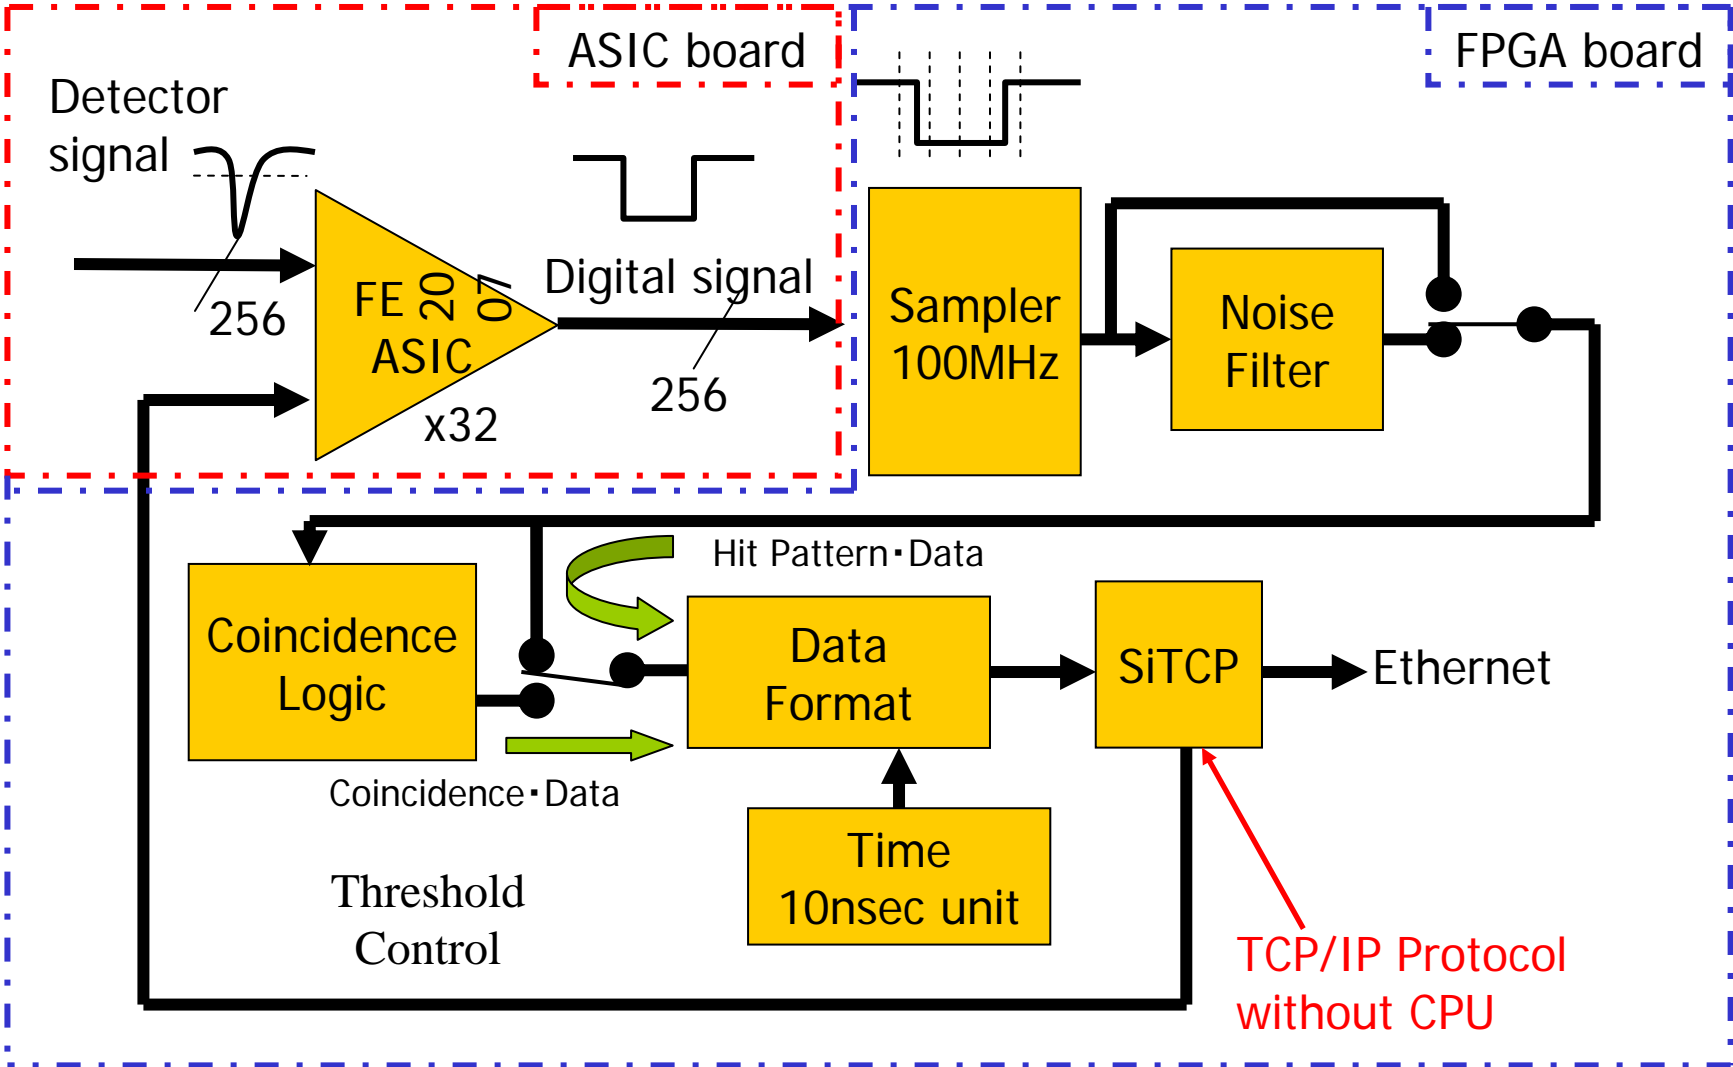 ASIC board
FPGA board
Detector
signal
256
FE
ASIC
20
07
x32
Digital signal
256
Sampler
100MHz
Noise
Filter
Hit Pattern・Data
Coincidence
Logic
Data
Format
SiTCP
Ethernet
Coincidence・Data
Time
10nsec unit
Threshold
Control
TCP/IP Protocol
without CPU